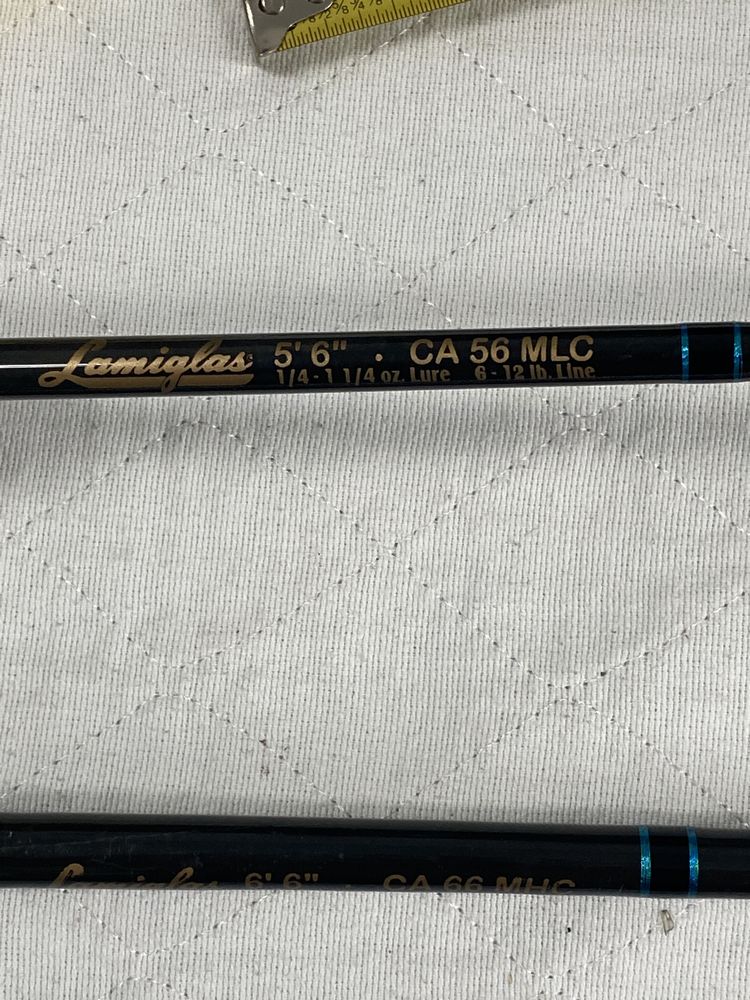 Lamiglas 5' 6" · CA 56 MLC
1/4 - 1 1/4 oz. Lure 6 - 12 lb. Line
Lamiglas 6' 6" · CA 66 MHC